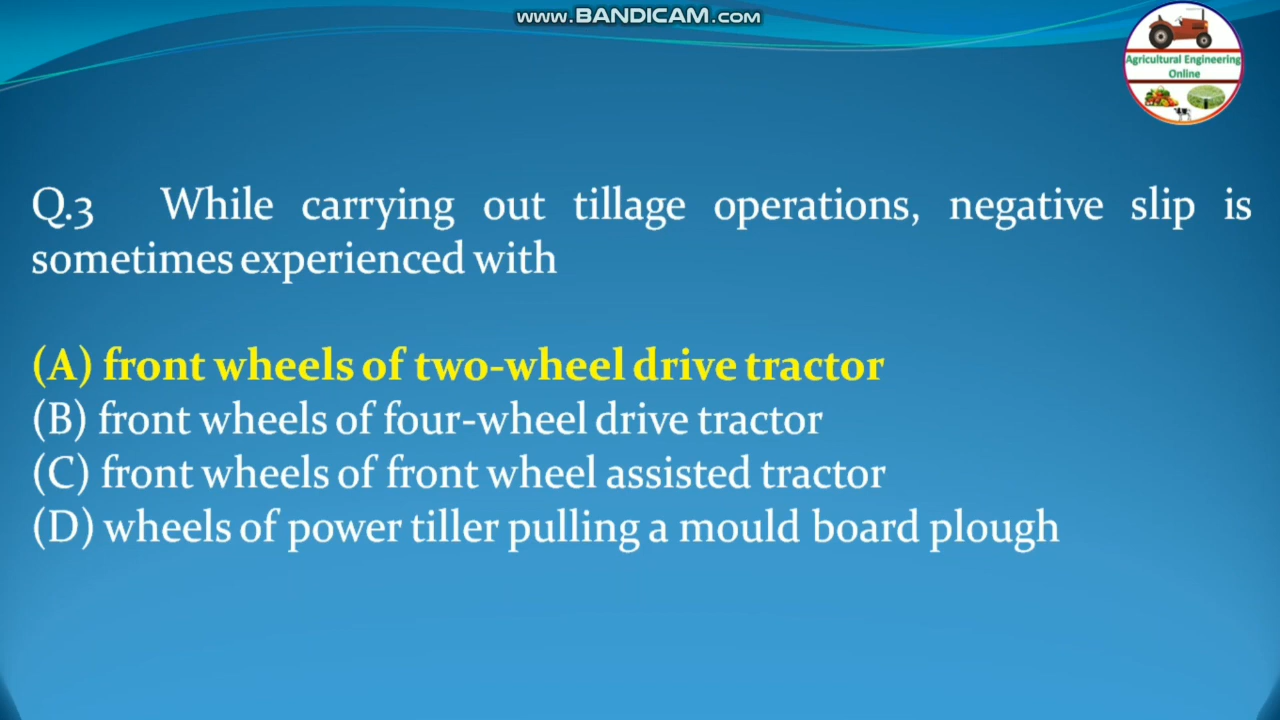 www.BANDICAM.com
Agricultural Engineering
Online
Q.3 While carrying out tillage operations, negative slip is
sometimes experienced with
(A) front wheels of two-wheel drive tractor
(B) front wheels of four-wheel drive tractor
(C) front wheels of front wheel assisted tractor
(D) wheels of power tiller pulling a mould board plough